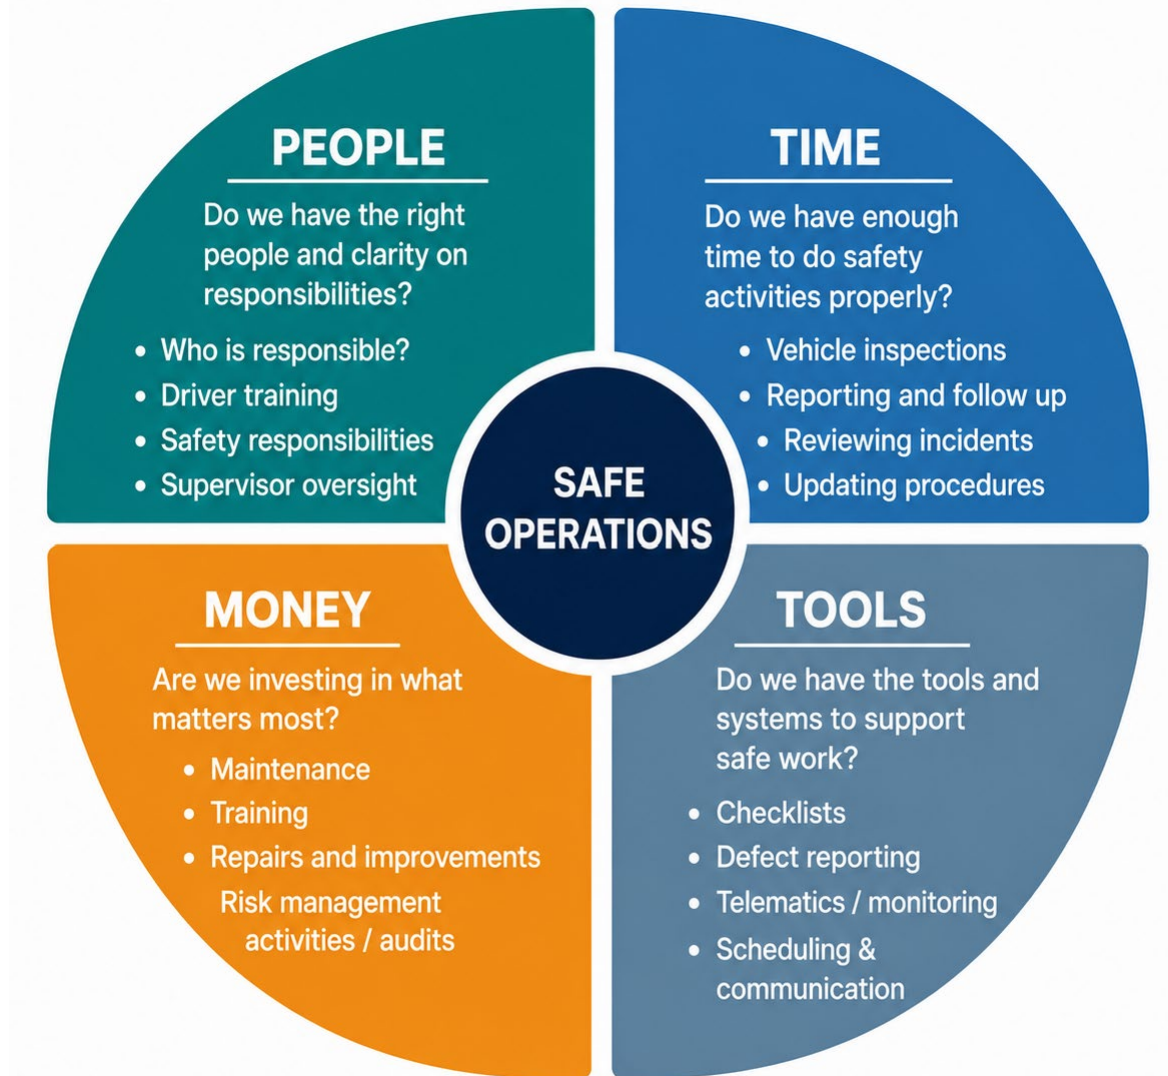 PEOPLE
Do we have the right
people and clarity on
responsibilities?
• Who is responsible?
• Driver training
• Safety responsibilities
• Supervisor oversight
TIME
Do we have enough
time to do safety
activities properly?
• Vehicle inspections
• Reporting and follow up
• Reviewing incidents
• Updating procedures
SAFE
OPERATIONS
MONEY
Are we investing in what
matters most?
• Maintenance
• Training
• Repairs and improvements
Risk management
activities / audits
TOOLS
Do we have the tools and
systems to support
safe work?
• Checklists
• Defect reporting
• Telematics / monitoring
• Scheduling &
communication